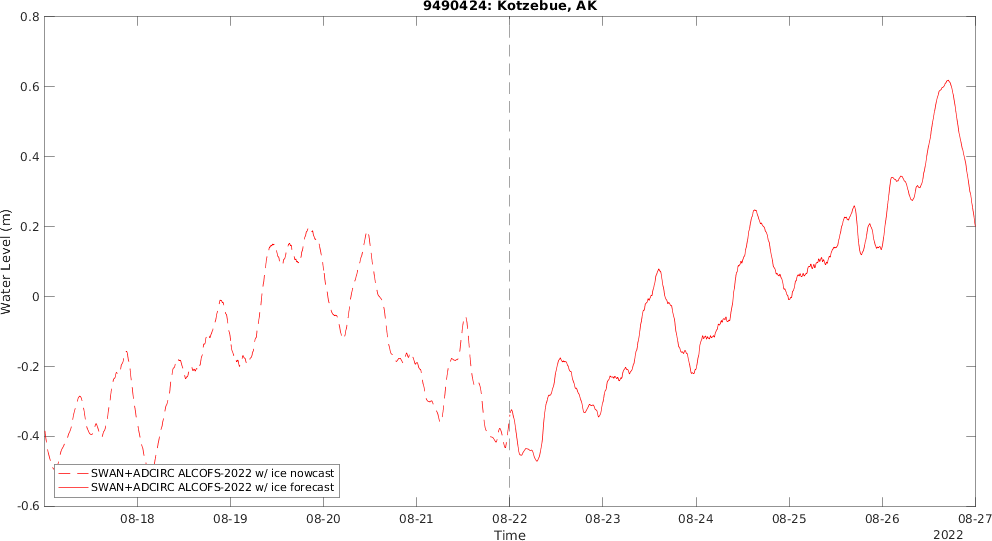 9490424: Kotzebue, AK
0.8
0.6
0.4
0.2
0
-0.2
-0.4
-0.6
Water Level (m)
SWAN+ADCIRC ALCOFS-2022 w/ ice nowcast
SWAN+ADCIRC ALCOFS-2022 w/ ice forecast
08-18 08-19 08-20 08-21 08-22 08-23 08-24 08-25 08-26 08-27
Time
2022